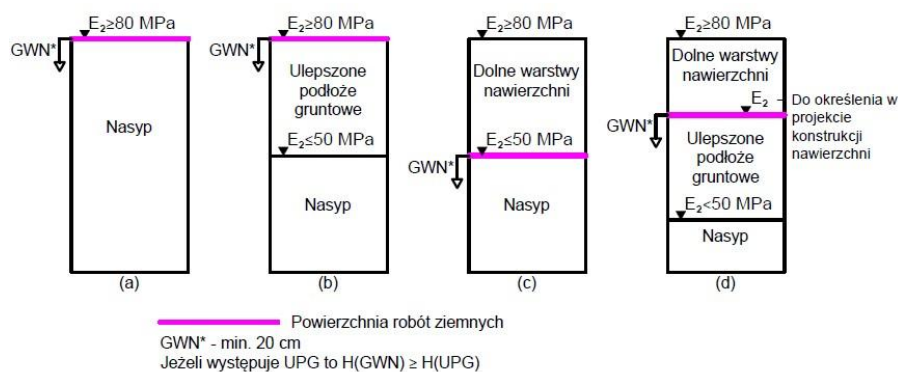 E₂≥80 MPa
GWN*
Nasyp
(a)
E₂≥80 MPa
GWN*
Ulepszone
podłoże
gruntowe
E₂≤50 MPa
Nasyp
(b)
E₂≥80 MPa
Dolne warstwy
nawierzchni
E₂≤50 MPa
GWN*
Nasyp
(c)
E₂≥80 MPa
Dolne warstwy
nawierzchni
E₂ – Do określenia w
projekcie
konstrukcji
nawierzchni
GWN*
Ulepszone
podłoże
gruntowe
E₂<50 MPa
Nasyp
(d)
Powierzchnia robót ziemnych
GWN* - min. 20 cm
Jeżeli występuje UPG to H(GWN) ≥ H(UPG)